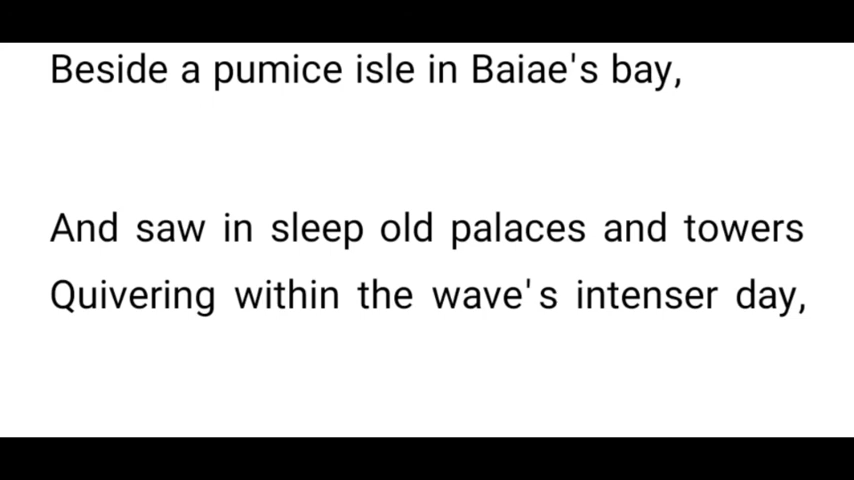 Beside a pumice isle in Baiae's bay,
And saw in sleep old palaces and towers
Quivering within the wave's intenser day,